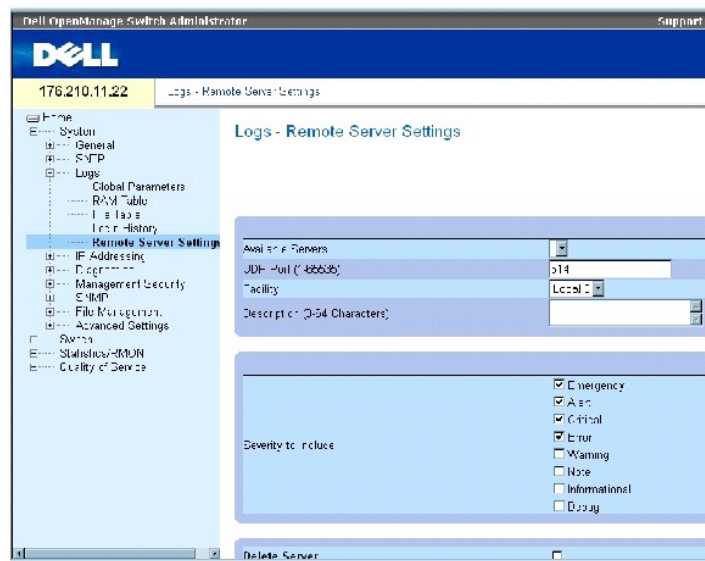 Dell OpenManage Switch Administrator
Support
DELL
176.210.11.22
Logs - Remote Server Settings
Home
System
General
SNTP
Logs
Global Parameters
RAM Table
File Table
Login History
Remote Server Settings
IP Addressing
Diagnostics
Management Security
SNMP
File Management
Advanced Settings
Switch
Statistics/RMON
Quality of Service
Logs - Remote Server Settings
Available Servers
UDP Port (1-65535)
514
Facility
Local
Description (0-64 Characters)
Severity to Include
Emergency
Alert
Critical
Error
Warning
Note
Informational
Debug
Delete Server